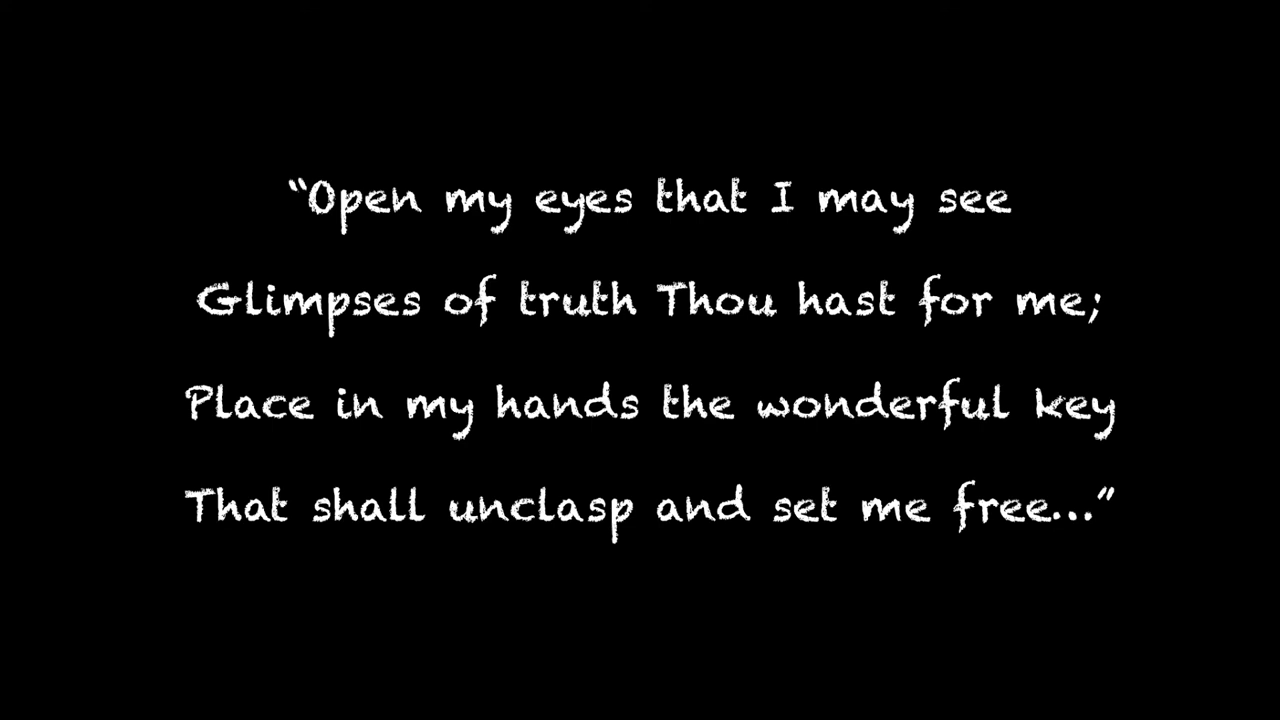 “Open my eyes that I may see
Glimpses of truth Thou hast for me;
Place in my hands the wonderful key
That shall unclasp and set me free...”